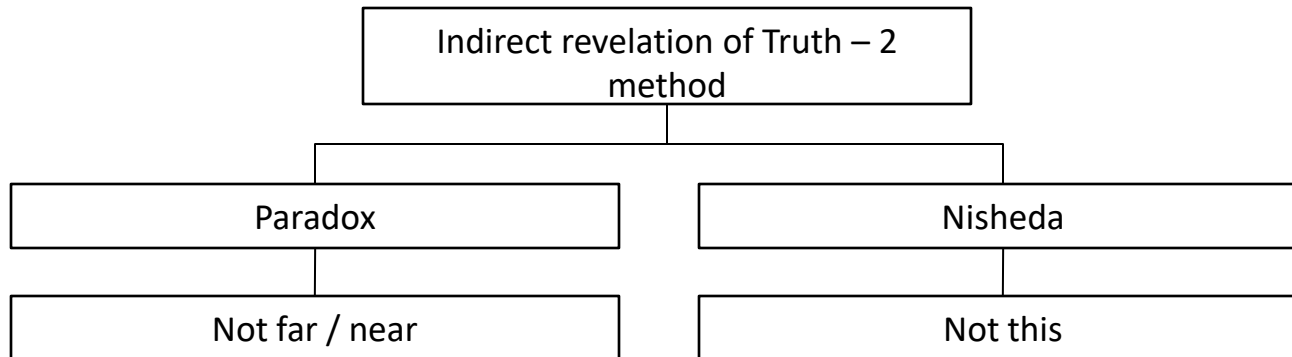 Indirect revelation of Truth – 2
method
Paradox
Nisheda
Not far / near
Not this